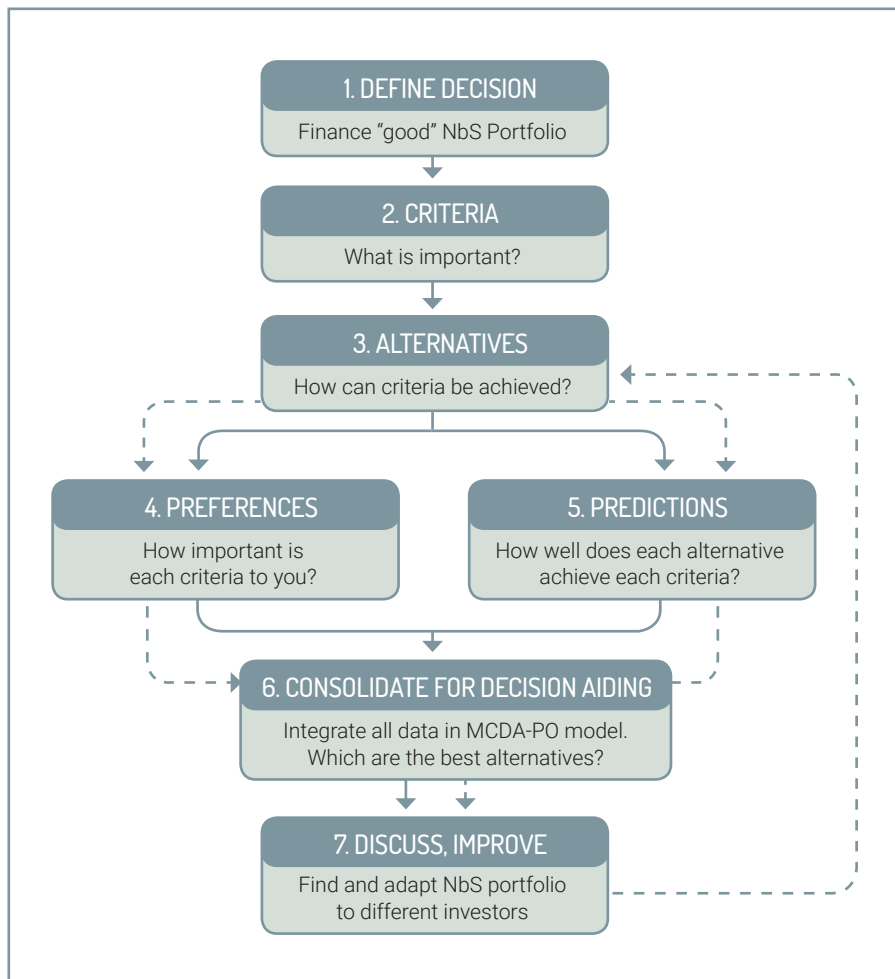 1. DEFINE DECISION
Finance “good” NbS Portfolio
2. CRITERIA
What is important?
3. ALTERNATIVES
How can criteria be achieved?
4. PREFERENCES
How important is
each criteria to you?
5. PREDICTIONS
How well does each alternative
achieve each criteria?
6. CONSOLIDATE FOR DECISION AIDING
Integrate all data in MCDA-PO model.
Which are the best alternatives?
7. DISCUSS, IMPROVE
Find and adapt NbS portfolio
to different investors